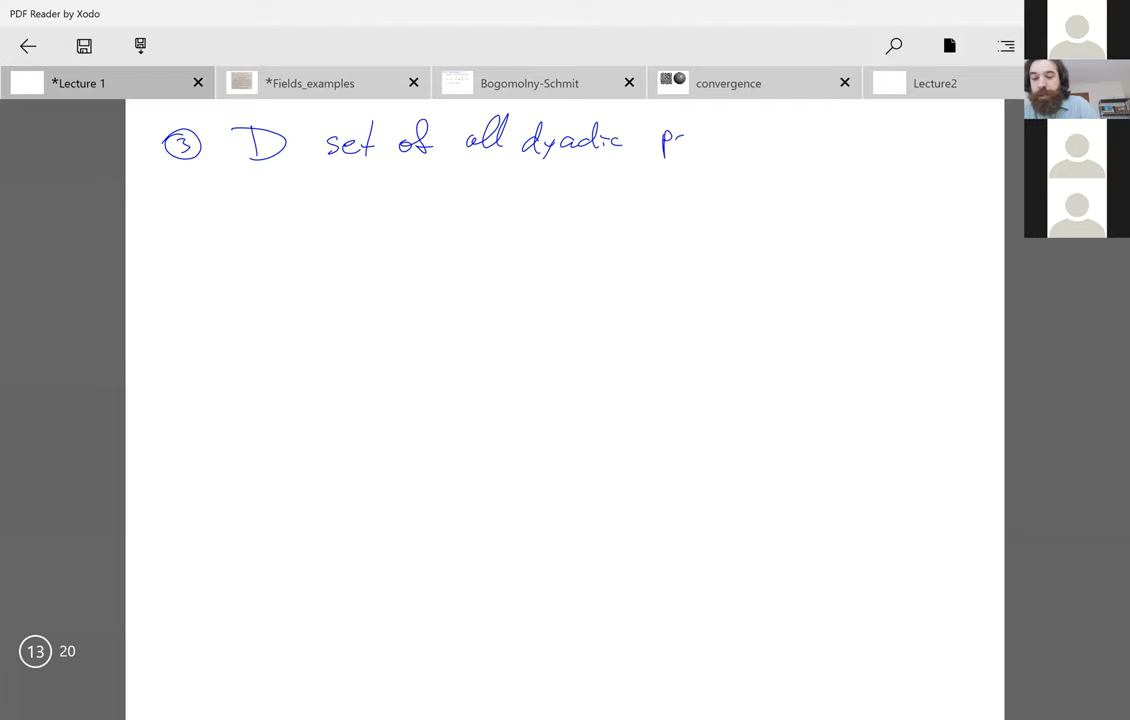 PDF Reader by Xodo
*Lecture 1
*Fields_examples
Bogomolny-Schmit
convergence
Lecture2
③ D set of all dyadic p
13 20